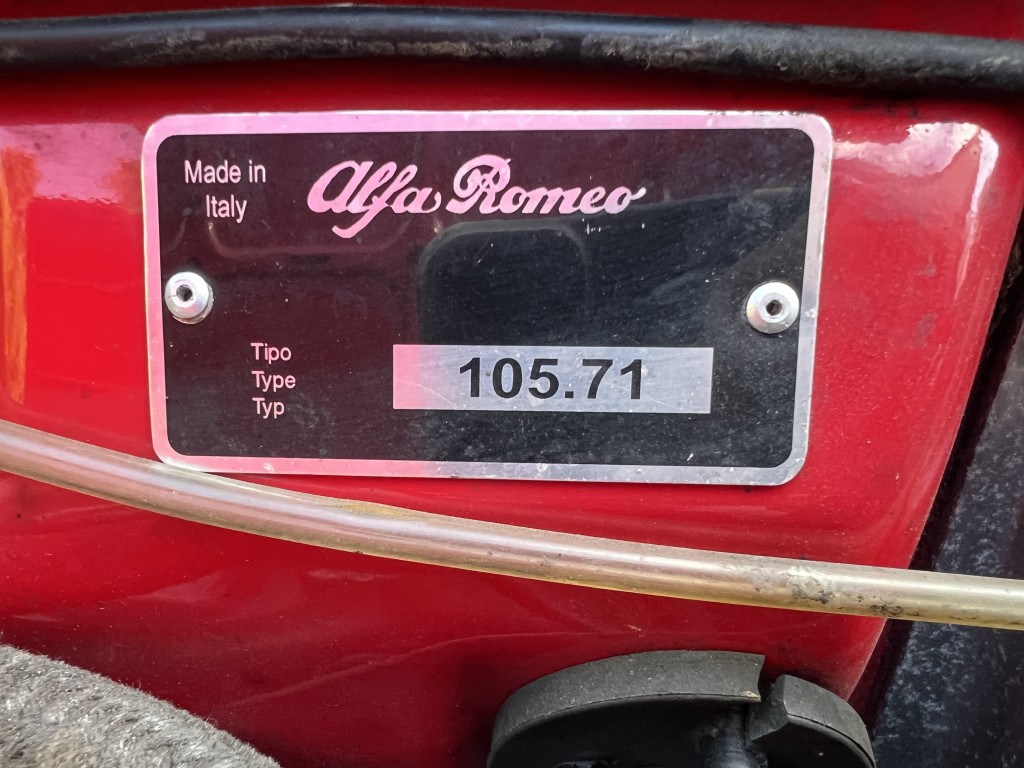 Made in
Italy
Alfa Romeo
Tipo
Type
Typ
105.71